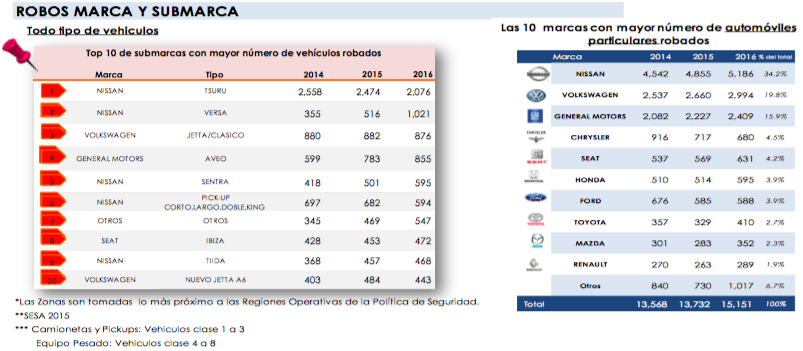 ROBOS MARCA Y SUBMARCA
Todo tipo de vehiculos
Top 10 de submarcas con mayor número de vehículos robados
Marca Tipo 2014 2015 2016
1 NISSAN TSURU 2,558 2,474 2,076
2 NISSAN VERSA 355 516 1,021
3 VOLKSWAGEN JETTA/CLASICO 880 882 876
4 GENERAL MOTORS AVEO 599 783 855
5 NISSAN SENTRA 418 501 595
6 NISSAN PICK-UP CORTO,LARGO,DOBLE,KING 697 682 594
7 OTROS OTROS 345 469 547
8 SEAT IBIZA 428 453 472
9 NISSAN TIIDA 368 457 468
10 VOLKSWAGEN NUEVO JETTA A6 403 484 443
*Las Zonas son tomadas lo más próximo a las Regiones Operativas de la Política de Seguridad.
**SESA 2015
*** Camionetas y Pickups: Vehiculos clase 1 a 3
Equipo Pesado: Vehiculos clase 4 a 8
Las 10 marcas con mayor número de automóviles
particulares robados
Marca 2014 2015 2016 % del total
NISSAN 4,542 4,855 5,186 34.2%
VOLKSWAGEN 2,537 2,660 2,994 19.8%
GENERAL MOTORS 2,082 2,227 2,409 15.9%
CHRYSLER 916 717 680 4.5%
SEAT 537 569 631 4.2%
HONDA 510 514 595 3.9%
FORD 676 585 588 3.9%
TOYOTA 357 329 410 2.7%
MAZDA 301 283 352 2.3%
RENAULT 270 263 289 1.9%
Otros 840 730 1,017 6.7%
Total 13,568 13,732 15,151 100%